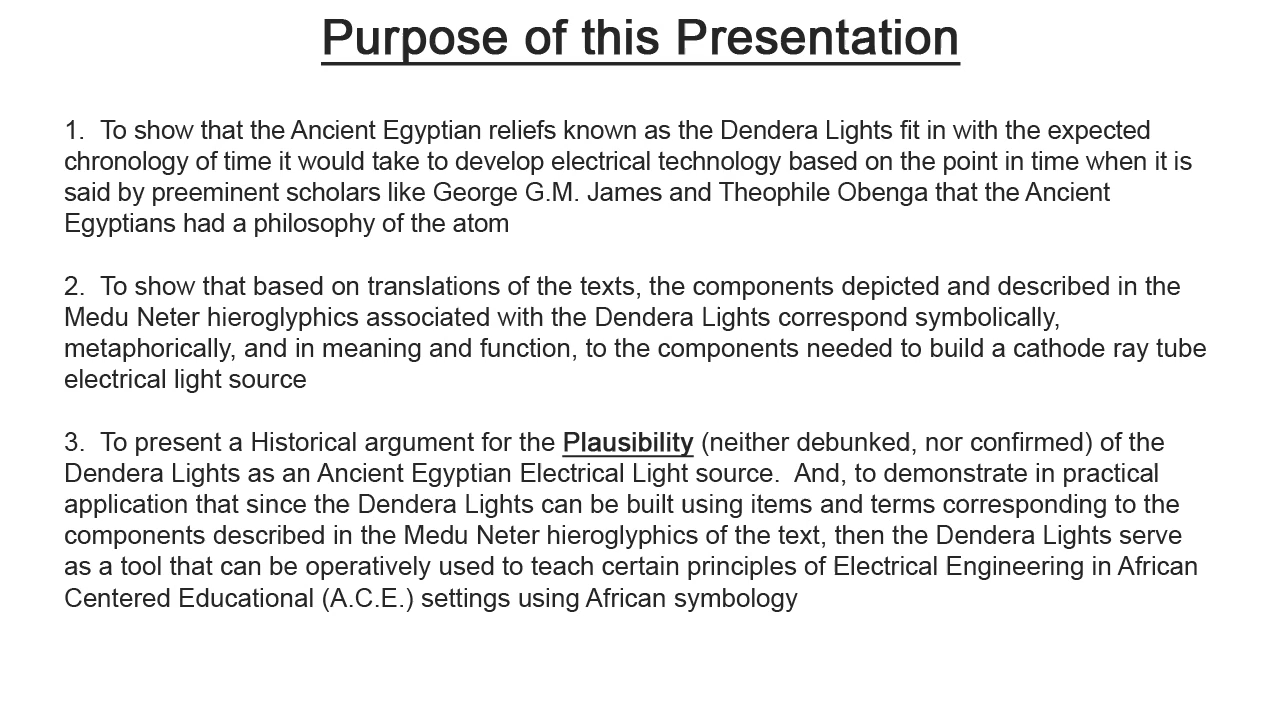 Purpose of this Presentation
1.  To show that the Ancient Egyptian reliefs known as the Dendera Lights fit in with the expected
chronology of time it would take to develop electrical technology based on the point in time when it is
said by preeminent scholars like George G.M. James and Theophile Obenga that the Ancient
Egyptians had a philosophy of the atom
2.  To show that based on translations of the texts, the components depicted and described in the
Medu Neter hieroglyphics associated with the Dendera Lights correspond symbolically,
metaphorically, and in meaning and function, to the components needed to build a cathode ray tube
electrical light source
3.  To present a Historical argument for the Plausibility (neither debunked, nor confirmed) of the
Dendera Lights as an Ancient Egyptian Electrical Light source.  And, to demonstrate in practical
application that since the Dendera Lights can be built using items and terms corresponding to the
components described in the Medu Neter hieroglyphics of the text, then the Dendera Lights serve
as a tool that can be operatively used to teach certain principles of Electrical Engineering in African
Centered Educational (A.C.E.) settings using African symbology